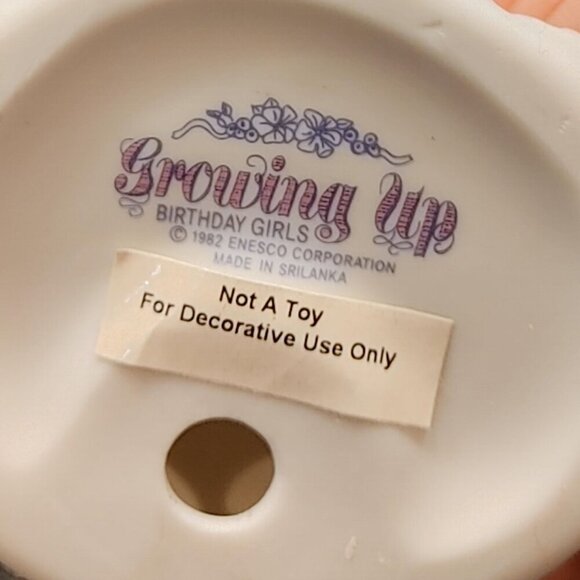 Growing Up
BIRTHDAY GIRLS ©
© 1982 ENESCO CORPORATION
MADE IN SRILANKA
Not A Toy
For Decorative Use Only